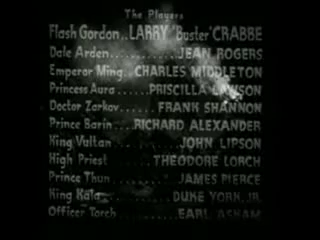 The Players
Flash Gordon..LARRY "Buster" CRABBE
Dale Arden.............JEAN ROGERS
Emperor Ming..CHARLES MIDDLETON
Princess Aura......PRISCILLA LAWSON
Doctor Zarkov.......FRANK SHANNON
Prince Barin....RICHARD ALEXANDER
King Vultan.............JOHN LIPSON
High Priest.......THEODORE LORCH
Prince Thun..........JAMES PIERCE
King Kala..........DUKE YORK, JR.
Officer Torch........EARL ASKAM